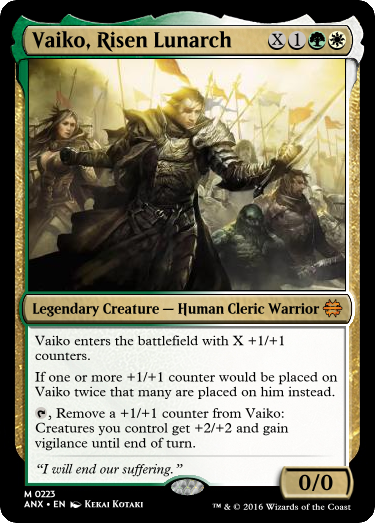 Vaiko, Risen Lunarch X 1
Legendary Creature — Human Cleric Warrior
Vaiko enters the battlefield with X +1/+1
counters.
If one or more +1/+1 counter would be placed on
Vaiko twice that many are placed on him instead.
, Remove a +1/+1 counter from Vaiko:
Creatures you control get +2/+2 and gain
vigilance until end of turn.
“I will end our suffering.”
0/0
M 0223
ANX • EN Kekai Kotaki
™ & © 2016 Wizards of the Coast